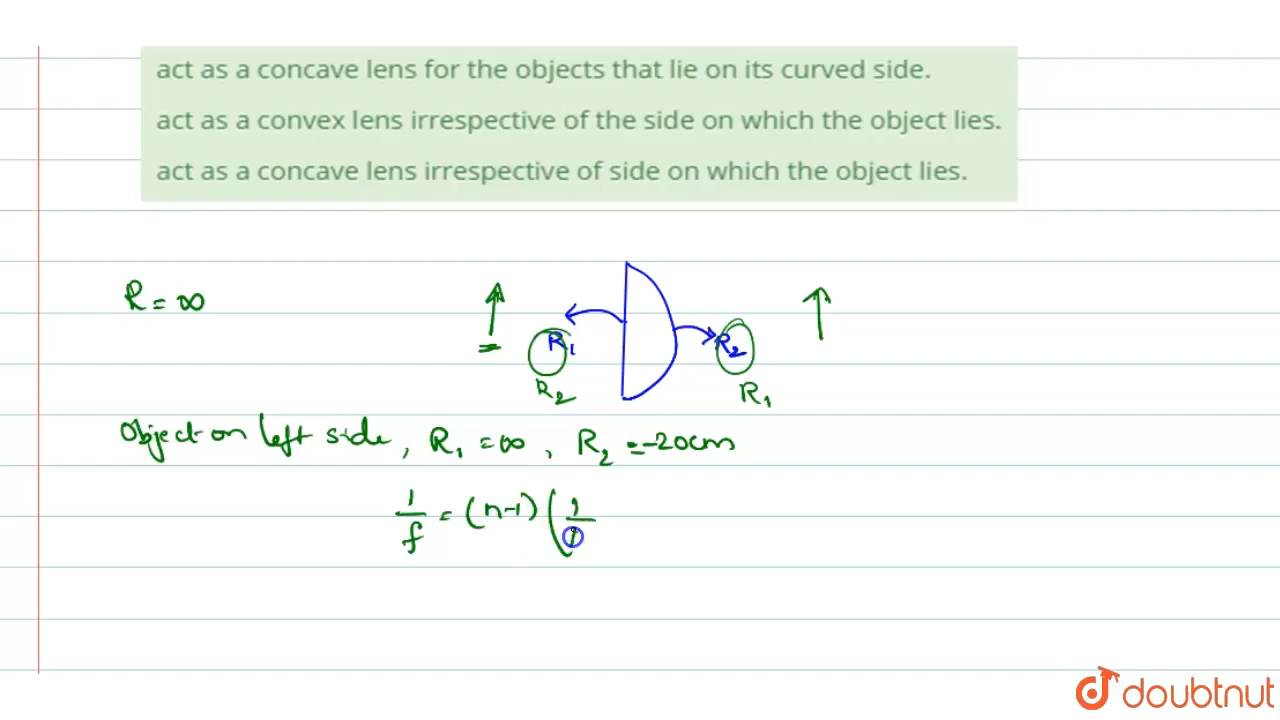 act as a concave lens for the objects that lie on its curved side.
act as a convex lens irrespective of the side on which the object lies.
act as a concave lens irrespective of side on which the object lies.
R = ∞
R₁ R₂
R₂ R₁
Object on left side, R₁ = ∞, R₂ = -20cm
1/f = (n-1) (1/
doubtnut